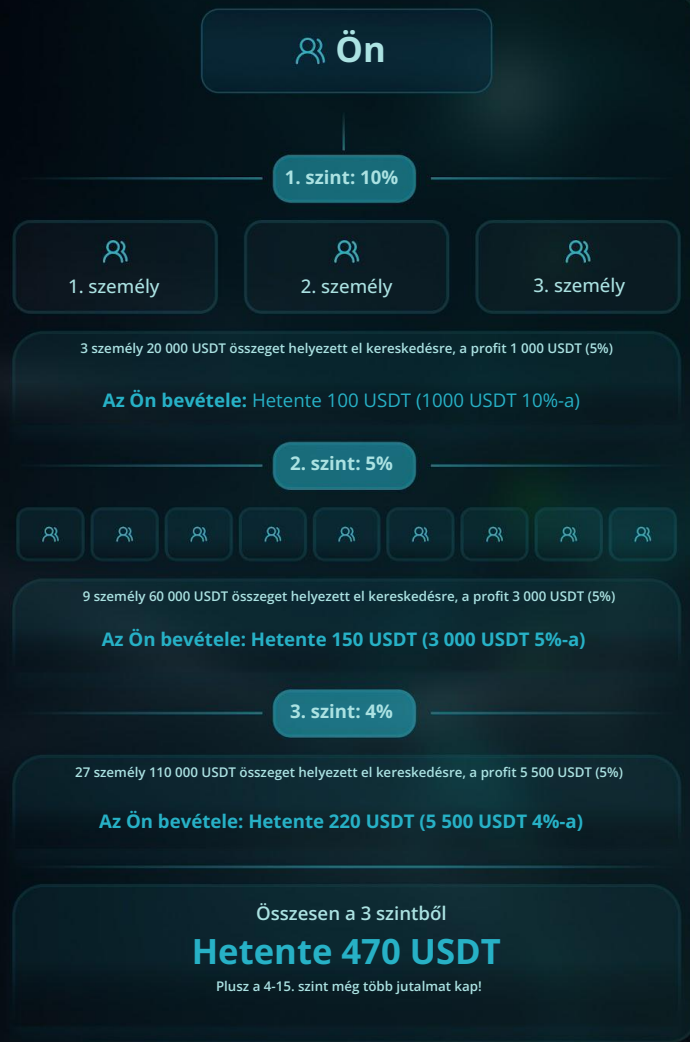 Ön
1. szint: 10%
1. személy
2. személy
3. személy
3 személy 20 000 USDT összeget helyezett el kereskedésre, a profit 1 000 USDT (5%)
Az Ön bevétele: Hetente 100 USDT (1000 USDT 10%-a)
2. szint: 5%
9 személy 60 000 USDT összeget helyezett el kereskedésre, a profit 3 000 USDT (5%)
Az Ön bevétele: Hetente 150 USDT (3 000 USDT 5%-a)
3. szint: 4%
27 személy 110 000 USDT összeget helyezett el kereskedésre, a profit 5 500 USDT (5%)
Az Ön bevétele: Hetente 220 USDT (5 500 USDT 4%-a)
Összesen a 3 szintből
Hetente 470 USDT
Plusz a 4-15. szint még több jutalmat kap!